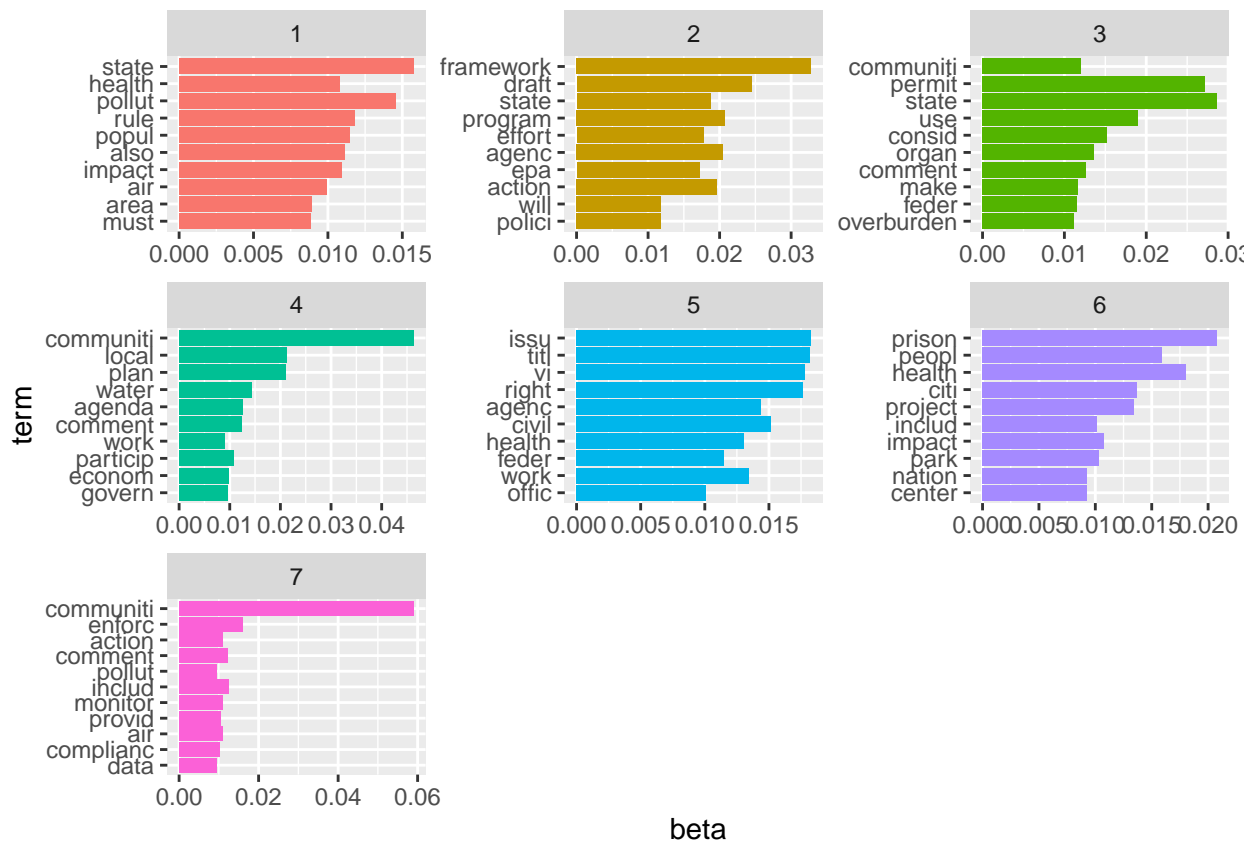 1
state
health
pollut
rule
popul
also
impact
air
area
must
0.000 0.005 0.010 0.015
2
framework
draft
state
program
effort
agenc
epa
action
will
polici
0.00 0.01 0.02 0.03
3
communiti
permit
state
use
consid
organ
comment
make
feder
overburden
0.00 0.01 0.02 0.03
4
communiti
local
plan
water
agenda
comment
work
particip
econom
govern
0.00 0.01 0.02 0.03 0.04
5
issu
titl
vi
right
agenc
civil
health
feder
work
offic
0.000 0.005 0.010 0.015
6
prison
peopl
health
citi
project
includ
impact
park
nation
center
0.000 0.005 0.010 0.015 0.020
7
communiti
enforc
action
comment
pollut
includ
monitor
provid
air
complianc
data
0.00 0.02 0.04 0.06
term
beta